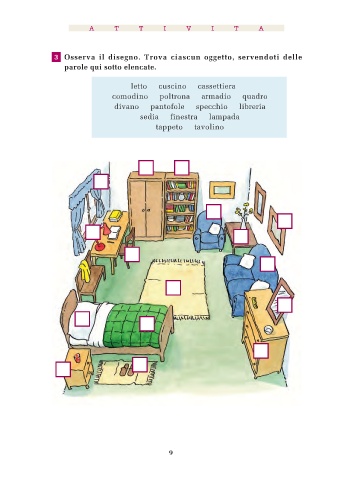 ATTIVITA
3 Osserva il disegno. Trova ciascun oggetto, servendoti delle
parole qui sotto elencate.
letto cuscino cassettiera
comodino poltrona armadio quadro
divano pantofole specchio libreria
sedia finestra lampada
tappeto tavolino
9